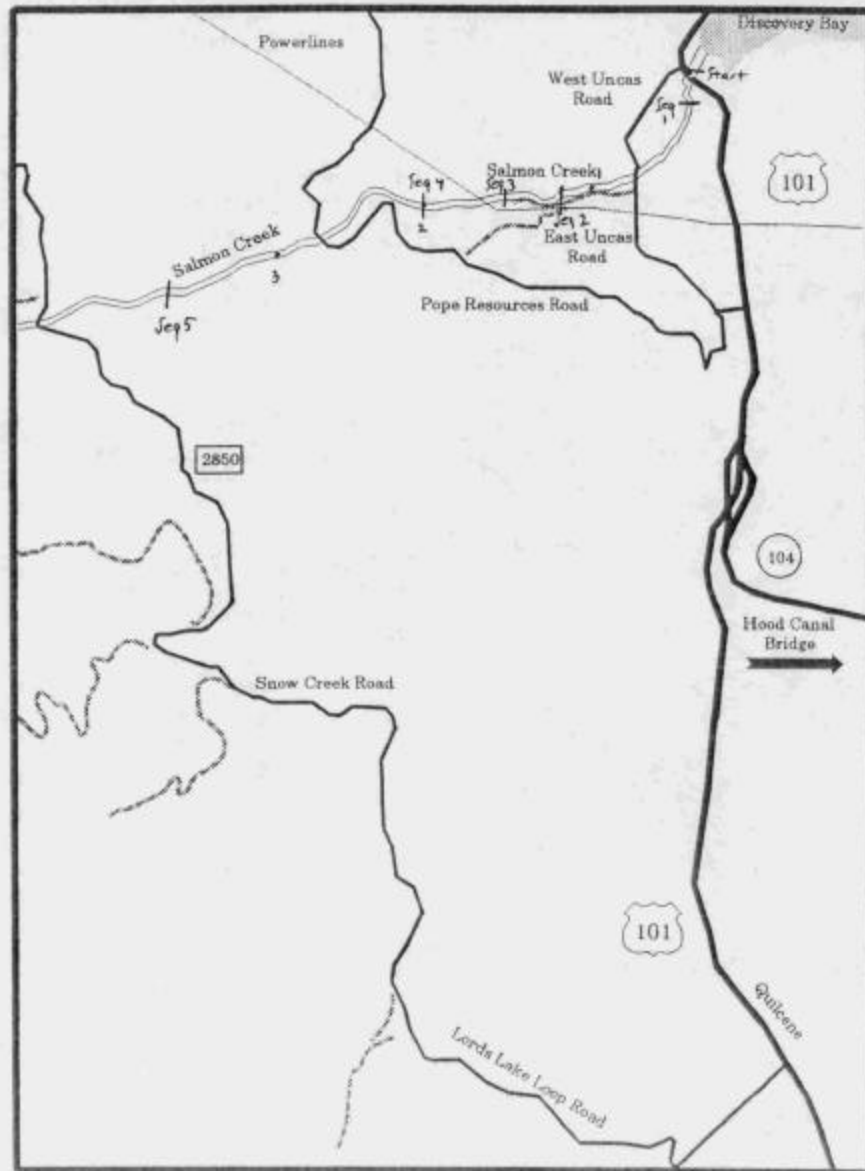 Discovery Bay
Powerlines
Start
West Uncas
Road
Seg
1
101
Seg 4
Seg 3
Salmon Creek
1
Seg 2
2
East Uncas
Road
Salmon Creek
3
Seg 5
Pope Resources Road
2850
104
Hood Canal
Bridge
Snow Creek Road
101
Quilcene
Lords Lake Loop Road